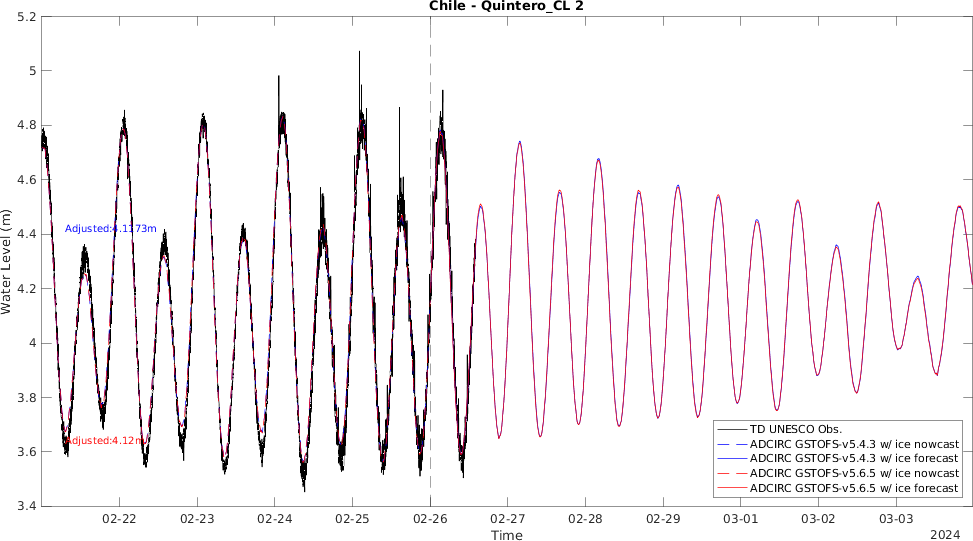 Chile - Quintero_CL 2
5.2
5
4.8
4.6
4.4
4.2
4
3.8
3.6
3.4
Water Level (m)
Adjusted:4.1173m
Adjusted:4.12m
TD UNESCO Obs.
ADCIRC GSTOFS-v5.4.3 w/ ice nowcast
ADCIRC GSTOFS-v5.4.3 w/ ice forecast
ADCIRC GSTOFS-v5.6.5 w/ ice nowcast
ADCIRC GSTOFS-v5.6.5 w/ ice forecast
02-22 02-23 02-24 02-25 02-26 02-27 02-28 02-29 03-01 03-02 03-03
Time
2024